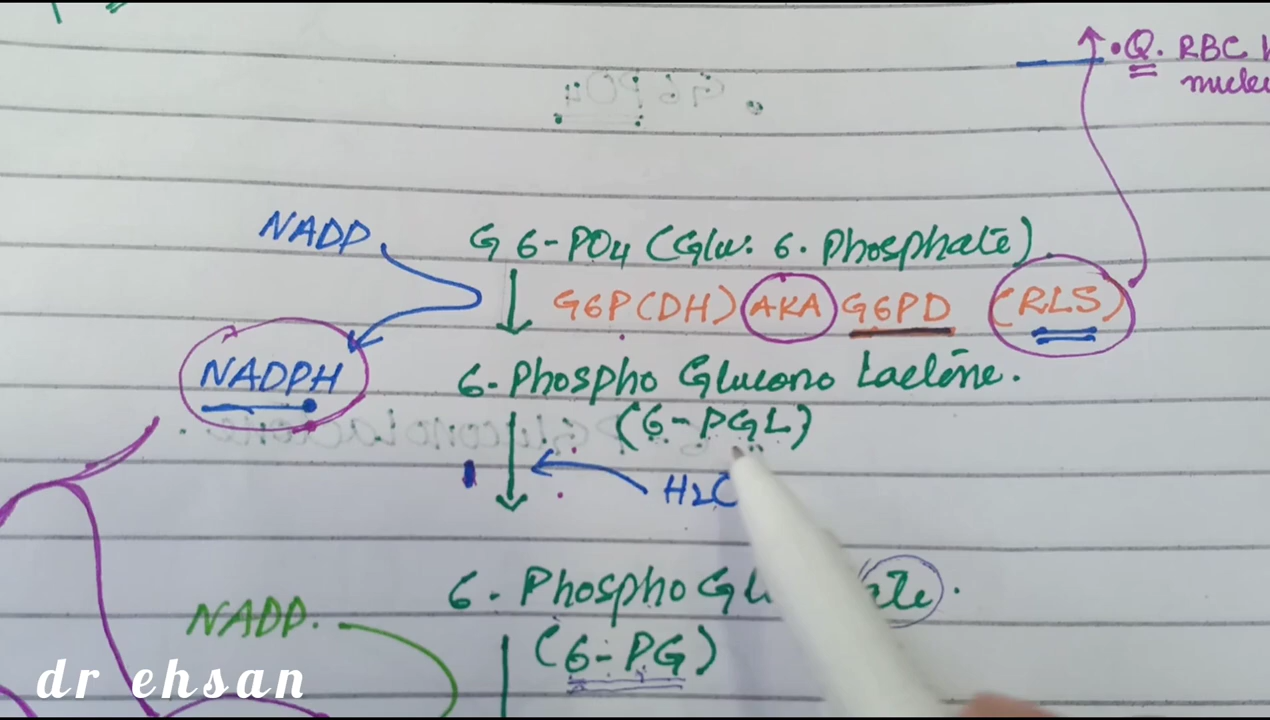 • Q. RBC
G6PO4
NADP
G 6-PO4 (Glu. 6. Phosphate)
G6P(DH) AKA G6PD (RLS)
NADPH
6-Phospho Glucono Lactone.
(6-PGL)
H2O
6. Phospho
NADP.
(6-PG)
dr ehsan